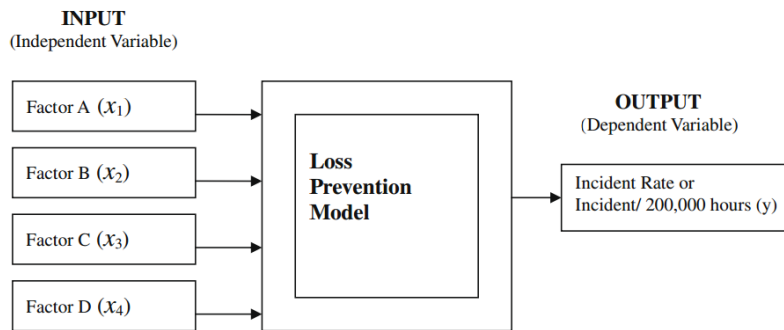 INPUT
(Independent Variable)
Factor A (x₁)
Factor B (x₂)
Factor C (x₃)
Factor D (x₄)
Loss
Prevention
Model
OUTPUT
(Dependent Variable)
Incident Rate or
Incident/ 200,000 hours (y)